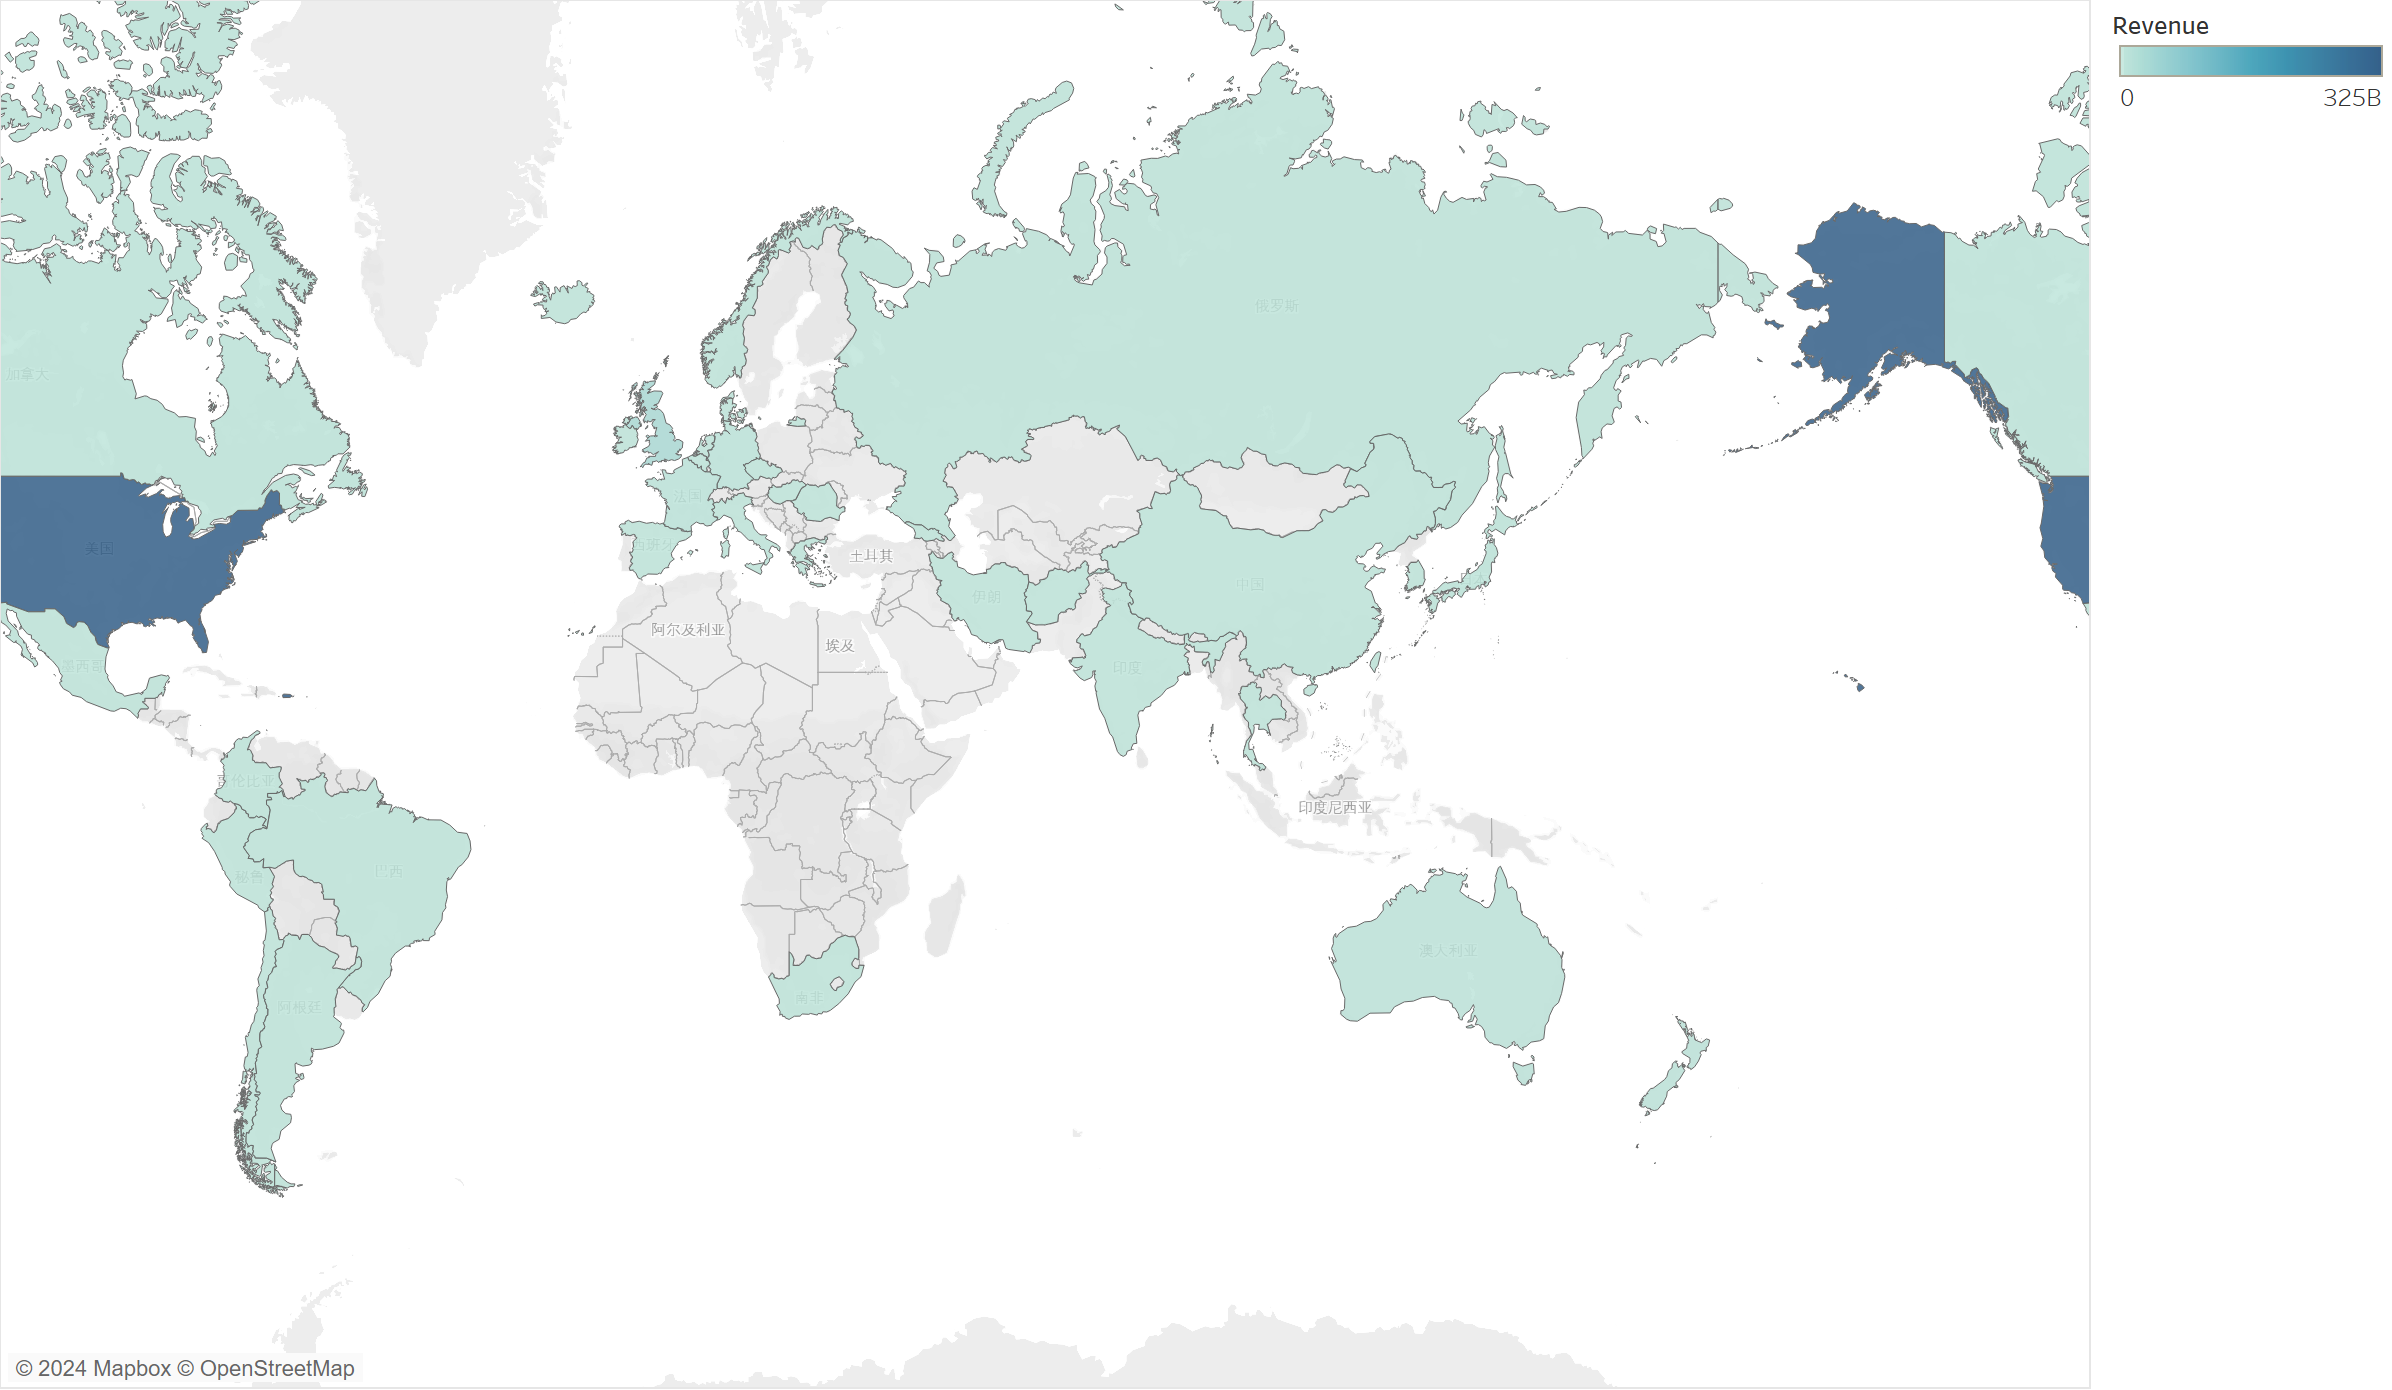 Revenue
0 325B
俄罗斯
加拿大
法国
美国
土耳其
中国
伊朗
阿尔及利亚
埃及
墨西哥
印度
哥伦比亚
印度尼西亚
巴西
秘鲁
澳大利亚
南非
阿根廷
© 2024 Mapbox © OpenStreetMap